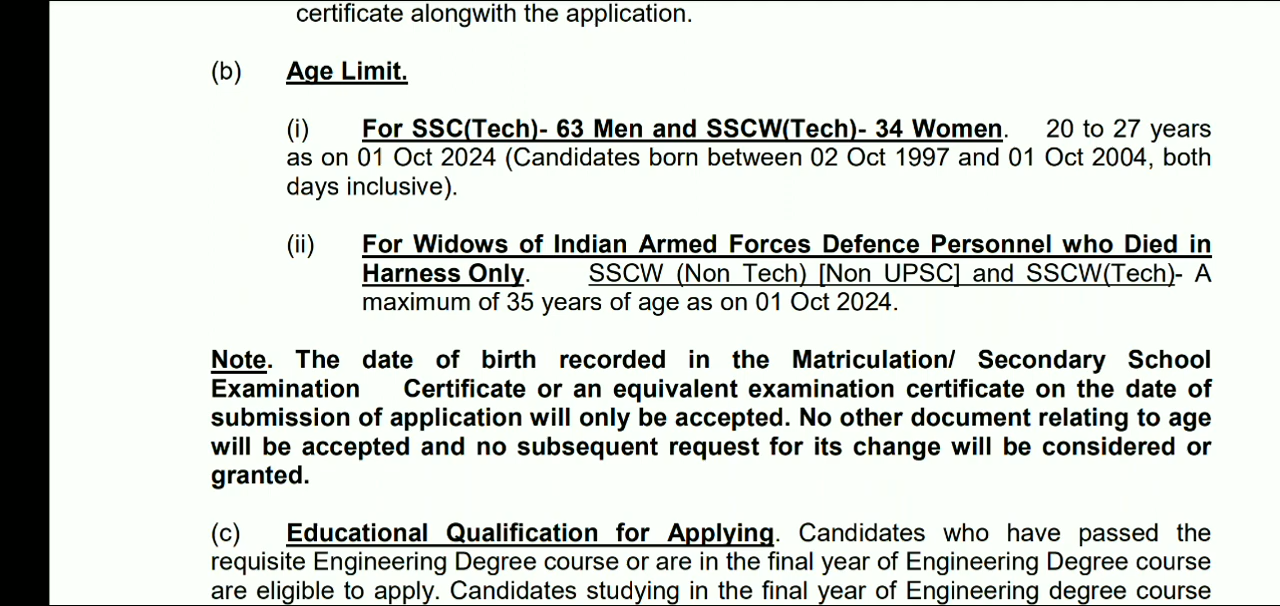 certificate alongwith the application.
(b) Age Limit.
(i) For SSC(Tech)- 63 Men and SSCW(Tech)- 34 Women. 20 to 27 years
as on 01 Oct 2024 (Candidates born between 02 Oct 1997 and 01 Oct 2004, both
days inclusive).
(ii) For Widows of Indian Armed Forces Defence Personnel who Died in
Harness Only. SSCW (Non Tech) [Non UPSC] and SSCW(Tech)- A
maximum of 35 years of age as on 01 Oct 2024.
Note. The date of birth recorded in the Matriculation/ Secondary School
Examination Certificate or an equivalent examination certificate on the date of
submission of application will only be accepted. No other document relating to age
will be accepted and no subsequent request for its change will be considered or
granted.
(c) Educational Qualification for Applying. Candidates who have passed the
requisite Engineering Degree course or are in the final year of Engineering Degree course
are eligible to apply. Candidates studying in the final year of Engineering degree course